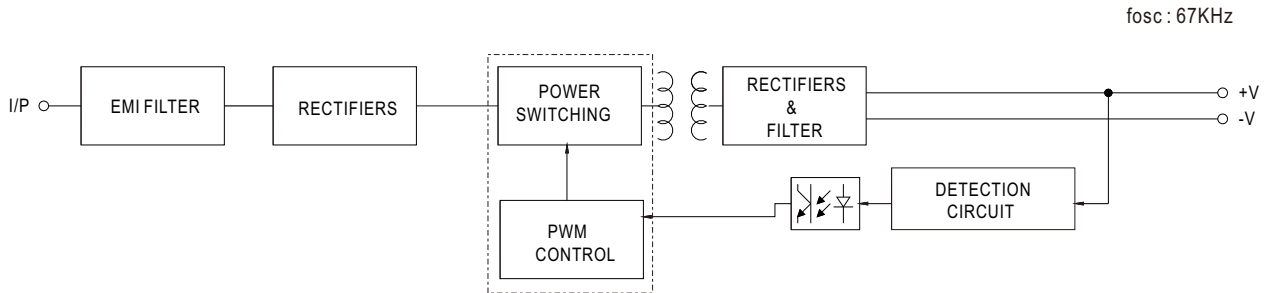 fosc : 67KHz
I/P
EMI FILTER
RECTIFIERS
POWER
SWITCHING
RECTIFIERS
&
FILTER
+V
-V
PWM
CONTROL
DETECTION
CIRCUIT